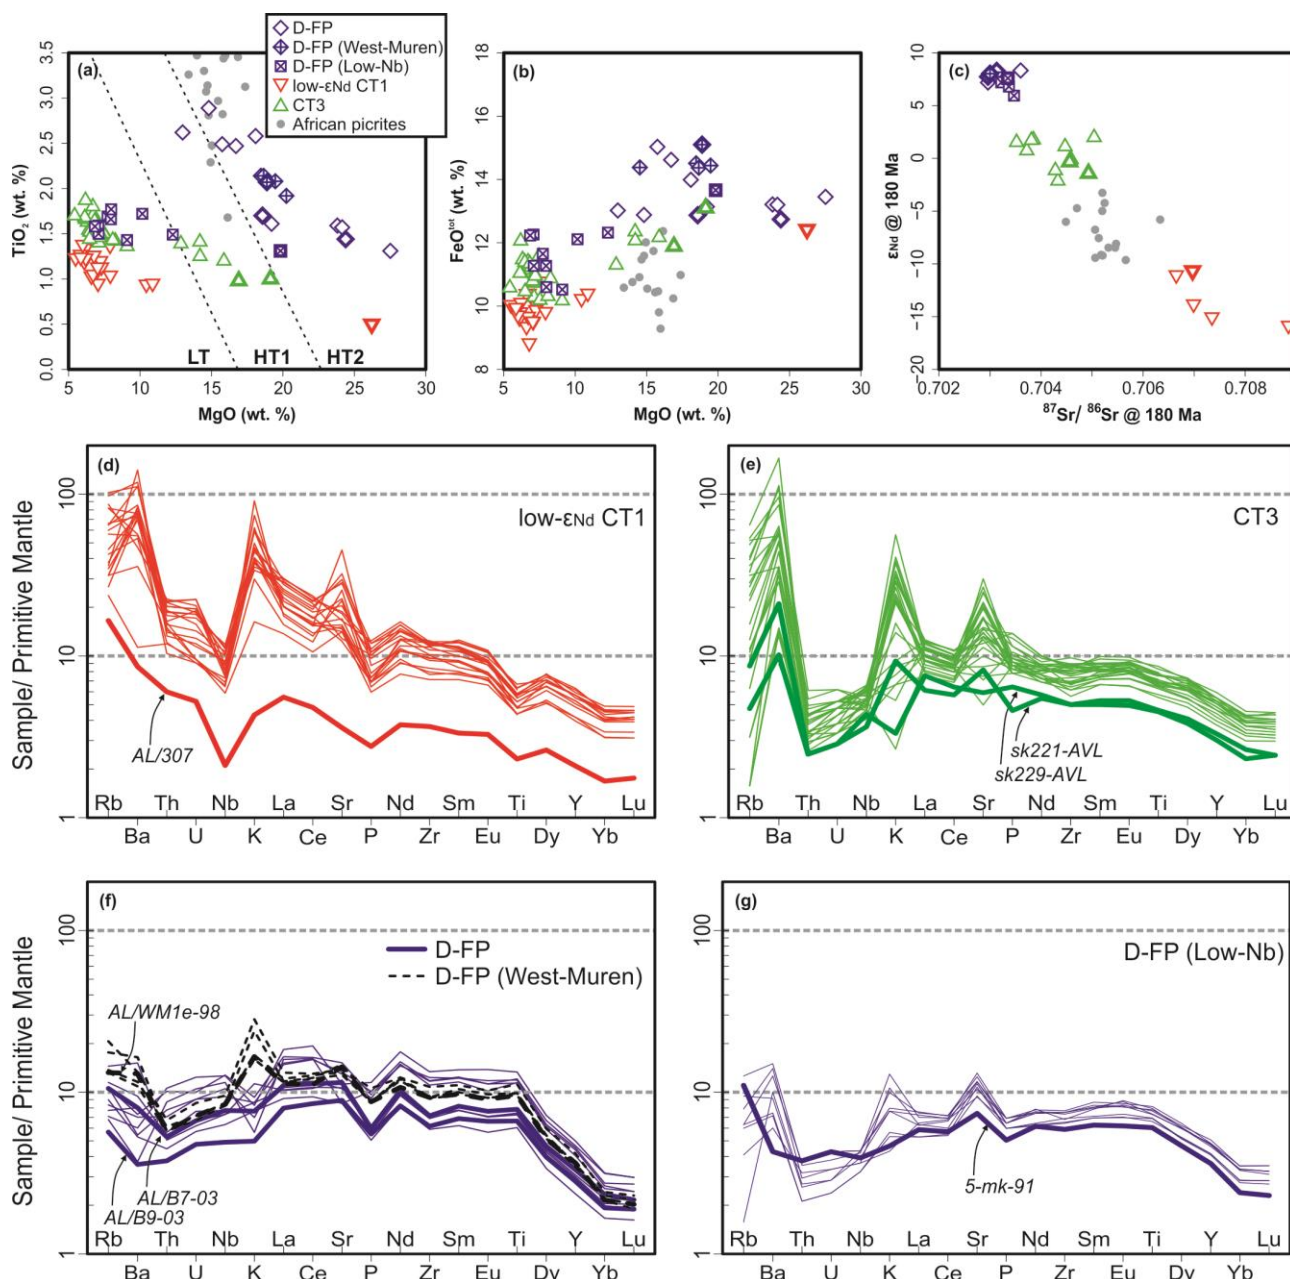 D-FP
D-FP (West-Muren)
D-FP (Low-Nb)
low-εNd CT1
CT3
African picrites
(a)
3.5
3.0
2.5
2.0
1.5
1.0
0.5
0.0
TiO2 (wt. %)
LT HT1 HT2
5 10 15 20 25 30
MgO (wt. %)
(b)
18
16
14
12
10
8
FeOtot (wt. %)
5 10 15 20 25 30
MgO (wt. %)
(c)
10
5
0
−5
−10
−15
−20
εNd @ 180 Ma
0.702 0.704 0.706 0.708
87Sr/ 86Sr @ 180 Ma
(d)
low-εNd CT1
100
10
1
Sample/ Primitive Mantle
AL/307
Rb Th Nb La Sr Nd Sm Ti Y Lu
Ba U K Ce P Zr Eu Dy Yb
(e)
CT3
100
10
1
sk221-AVL
sk229-AVL
Rb Th Nb La Sr Nd Sm Ti Y Lu
Ba U K Ce P Zr Eu Dy Yb
(f)
D-FP
D-FP (West-Muren)
100
10
1
Sample/ Primitive Mantle
AL/WM1e-98
AL/B7-03
AL/B9-03
Rb Th Nb La Sr Nd Sm Ti Y Lu
Ba U K Ce P Zr Eu Dy Yb
(g)
D-FP (Low-Nb)
100
10
1
5-mk-91
Rb Th Nb La Sr Nd Sm Ti Y Lu
Ba U K Ce P Zr Eu Dy Yb